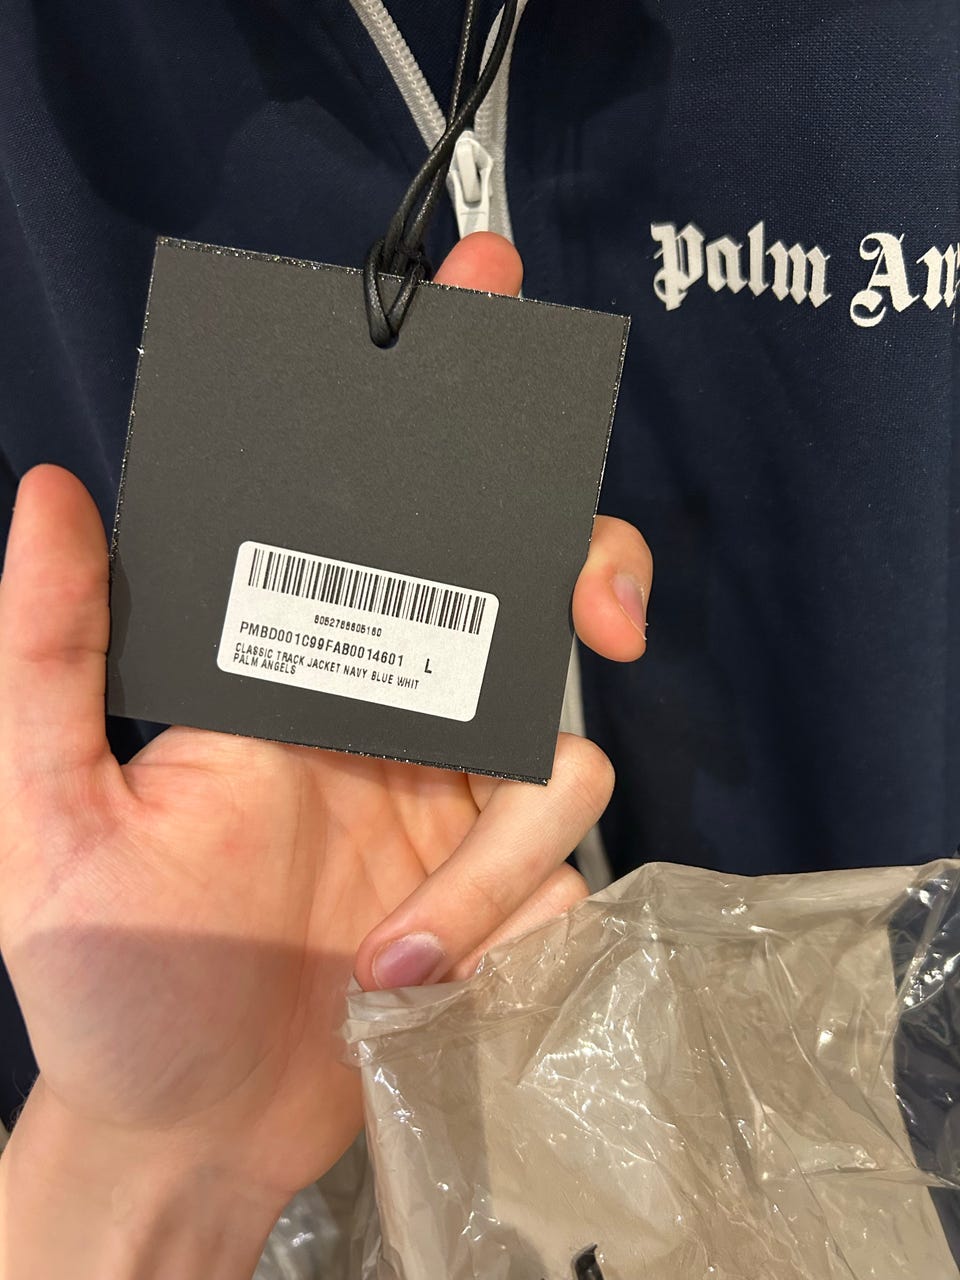 Palm An
8052788605160
PMBD001C99FAB0014601 L
CLASSIC TRACK JACKET NAVY BLUE WHIT
PALM ANGELS